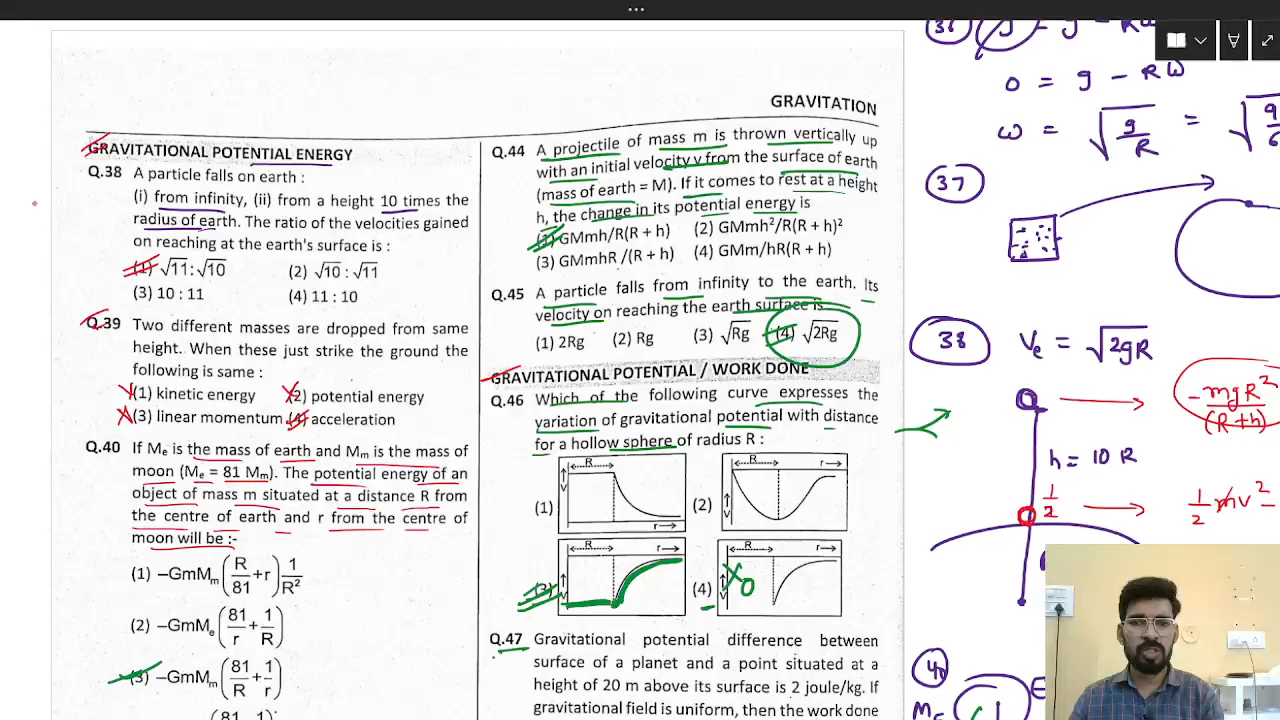 GRAVITATION
GRAVITATIONAL POTENTIAL ENERGY
Q.38 A particle falls on earth :
(i) from infinity, (ii) from a height 10 times the
radius of earth. The ratio of the velocities gained
on reaching at the earth's surface is :
(1) √11 : √10 (2) √10 : √11
(3) 10 : 11 (4) 11 : 10
Q.39 Two different masses are dropped from same
height. When these just strike the ground the
following is same :
(1) kinetic energy (2) potential energy
(3) linear momentum (4) acceleration
Q.40 If Me is the mass of earth and Mm is the mass of
moon (Me = 81 Mm). The potential energy of an
object of mass m situated at a distance R from
the centre of earth and r from the centre of
moon will be :-
(1) –GmMm (R/81 + r) 1/R²
(2) –GmMe (81/r + 1/R)
(3) –GmMm (81/R + 1/r)
Q.44 A projectile of mass m is thrown vertically up
with an initial velocity v from the surface of earth
(mass of earth = M). If it comes to rest at a height
h, the change in its potential energy is
(1) GMmh/R(R + h) (2) GMmh²/R(R + h)²
(3) GMmhR /(R + h) (4) GMm/hR(R + h)
Q.45 A particle falls from infinity to the earth. Its
velocity on reaching the earth surface is
(1) 2Rg (2) Rg (3) √Rg (4) √2Rg
GRAVITATIONAL POTENTIAL / WORK DONE
Q.46 Which of the following curve expresses the
variation of gravitational potential with distance
for a hollow sphere of radius R :
(1) R V r (2) R V r
(3) R V r (4) R V r
X 0
Q.47 Gravitational potential difference between
surface of a planet and a point situated at a
height of 20 m above its surface is 2 joule/kg. If
gravitational field is uniform, then the work done
0 = g - Rω
ω = √g/R = √
37
38 Ve = √2gR
-mgR²
(R+h)
h = 10 R
1/2
1/2 mv²